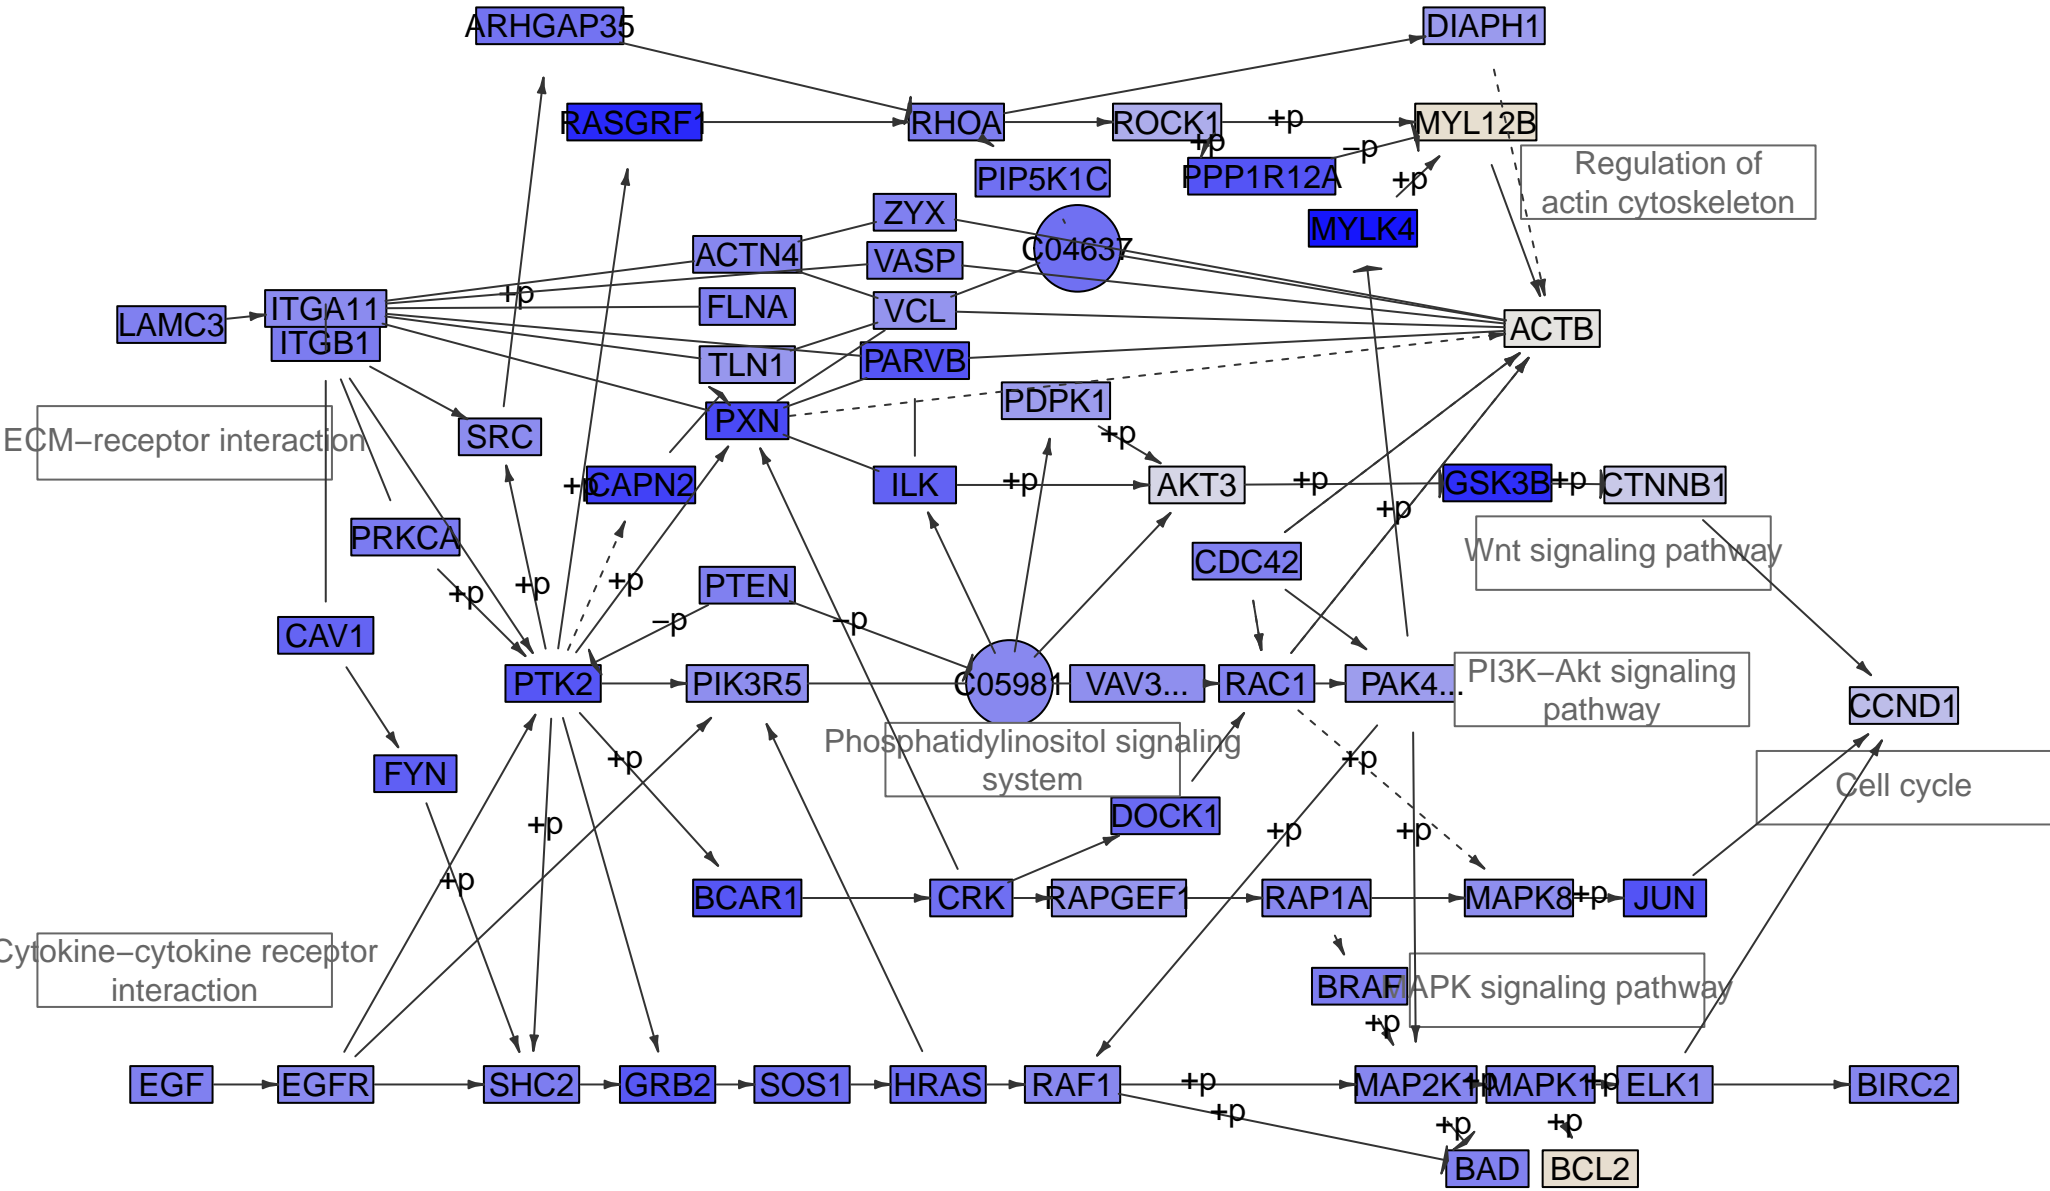 ARHGAP35
DIAPH1
RASGRF1
RHOA
ROCK1
+p
MYL12B
+p
−p
PIP5K1C
PPP1R12A
+p
Regulation of
actin cytoskeleton
ZYX
MYLK4
ACTN4
VASP
C04637
+p
ITGA11
FLNA
VCL
LAMC3
ITGB1
ACTB
TLN1
PARVB
PDPK1
PXN
+p
ECM−receptor interaction
SRC
+p
CAPN2
ILK
+p
AKT3
+p
GSK3B
+p
CTNNB1
+p
PRKCA
Wnt signaling pathway
CDC42
+p
+p
+p
PTEN
−p
−p
CAV1
PTK2
PIK3R5
C05981
VAV3...
RAC1
PAK4...
PI3K−Akt signaling
pathway
CCND1
Phosphatidylinositol signaling
system
+p
+p
FYN
Cell cycle
+p
DOCK1
+p
+p
+p
BCAR1
CRK
RAPGEF1
RAP1A
MAPK8
+p
JUN
Cytokine−cytokine receptor
interaction
BRAF
MAPK signaling pathway
+p
EGF
EGFR
SHC2
GRB2
SOS1
HRAS
RAF1
+p
MAP2K1
+p
MAPK1
+p
ELK1
BIRC2
+p
+p
+p
BAD
BCL2